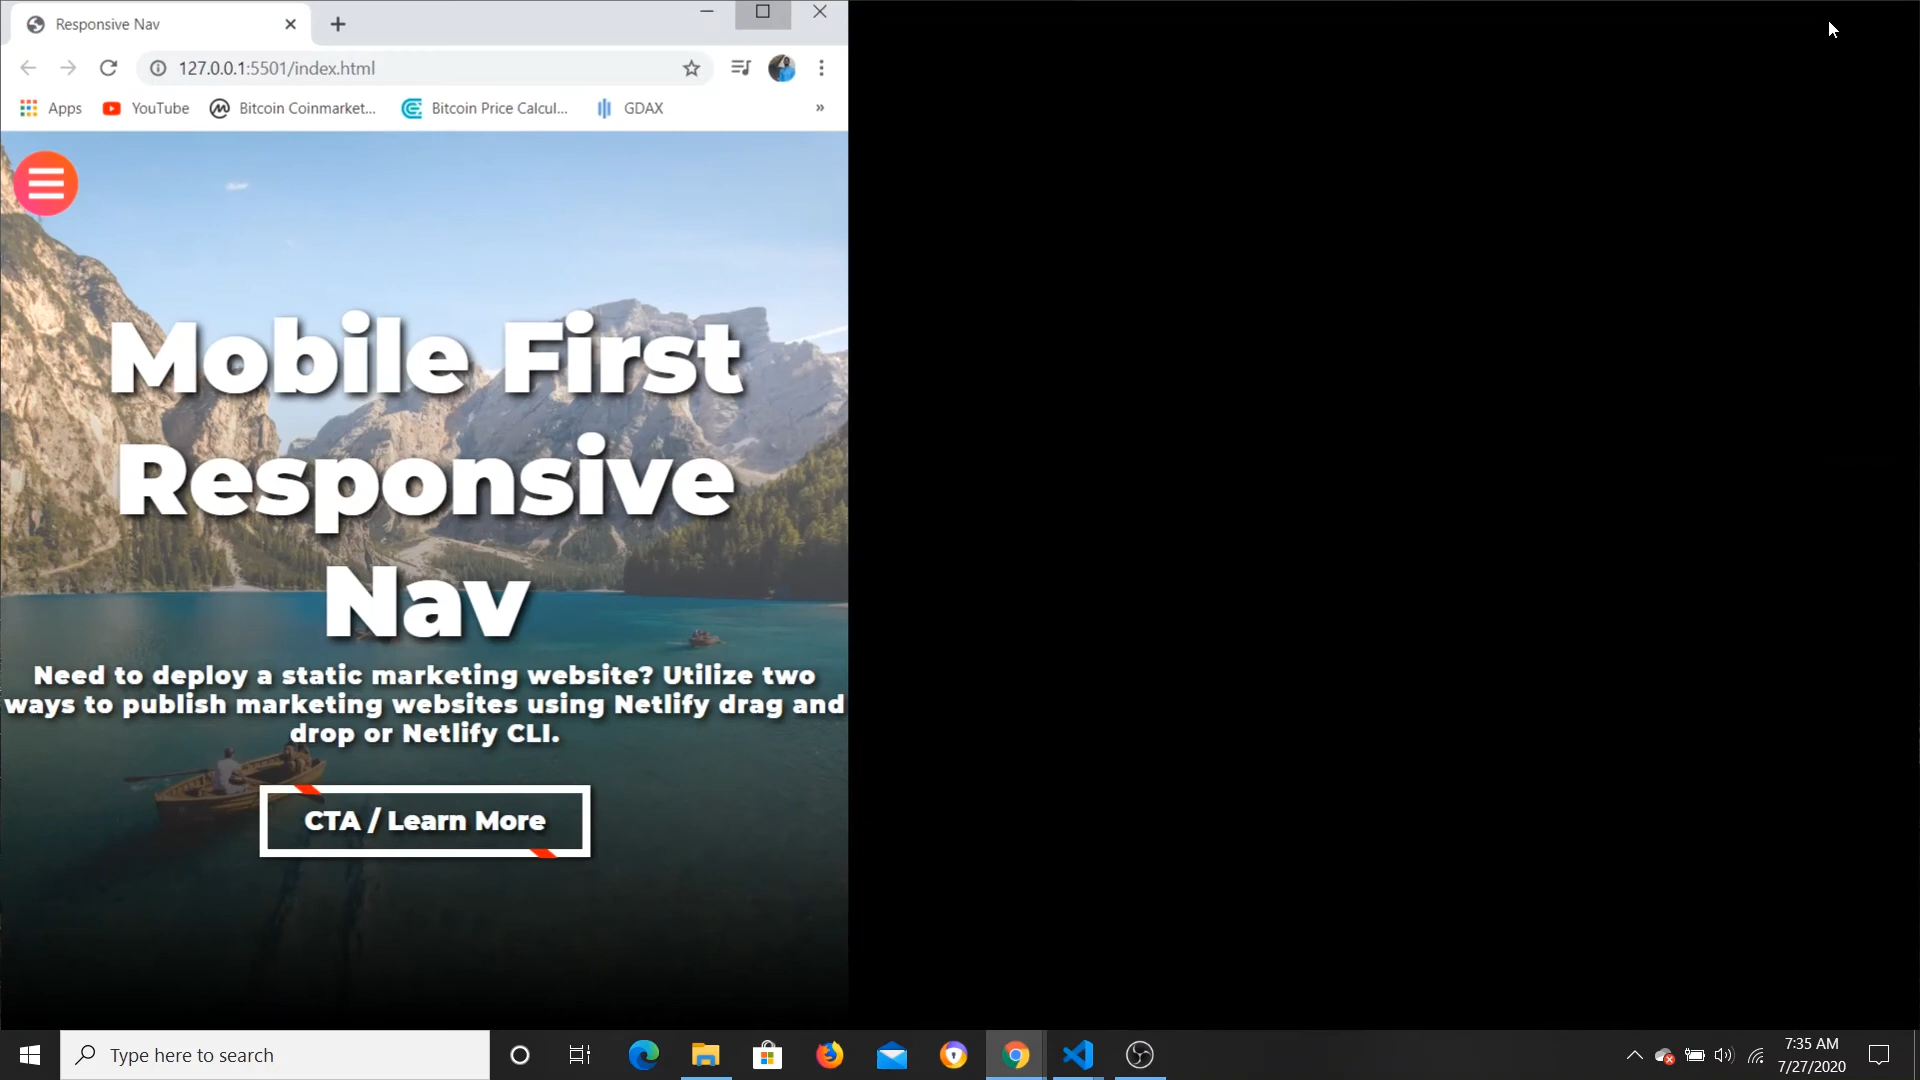 Responsive Nav
127.0.0.1:5501/index.html
Apps
YouTube
Bitcoin Coinmarket...
Bitcoin Price Calcul...
GDAX
»
Mobile First
Responsive
Nav
Need to deploy a static marketing website? Utilize two
ways to publish marketing websites using Netlify drag and
drop or Netlify CLI.
CTA / Learn More
Type here to search
7:35 AM
7/27/2020